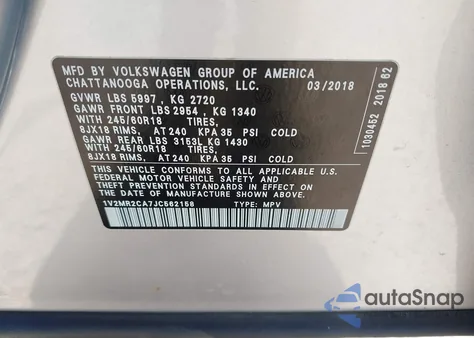 MFD BY VOLKSWAGEN GROUP OF AMERICA
CHATTANOOGA OPERATIONS, LLC. 03/2018
GVWR LBS 5997 , KG 2720
GAWR FRONT LBS 2954 , KG 1340
WITH 245/60R18 TIRES,
8JX18 RIMS, AT 240 KPA 35 PSI COLD
GAWR REAR LBS 3153L KG 1430
WITH 245/60R18 TIRES,
8JX18 RIMS, AT 240 KPA 35 PSI COLD
THIS VEHICLE CONFORMS TO ALL APPLICABLE U.S.
FEDERAL MOTOR VEHICLE SAFETY AND
THEFT PREVENTION STANDARDS IN EFFECT ON
THE DATE OF MANUFACTURE SHOWN ABOVE
1V2MR2CA7JC562158 TYPE: MPV
1030452 2018 62
autoSnap